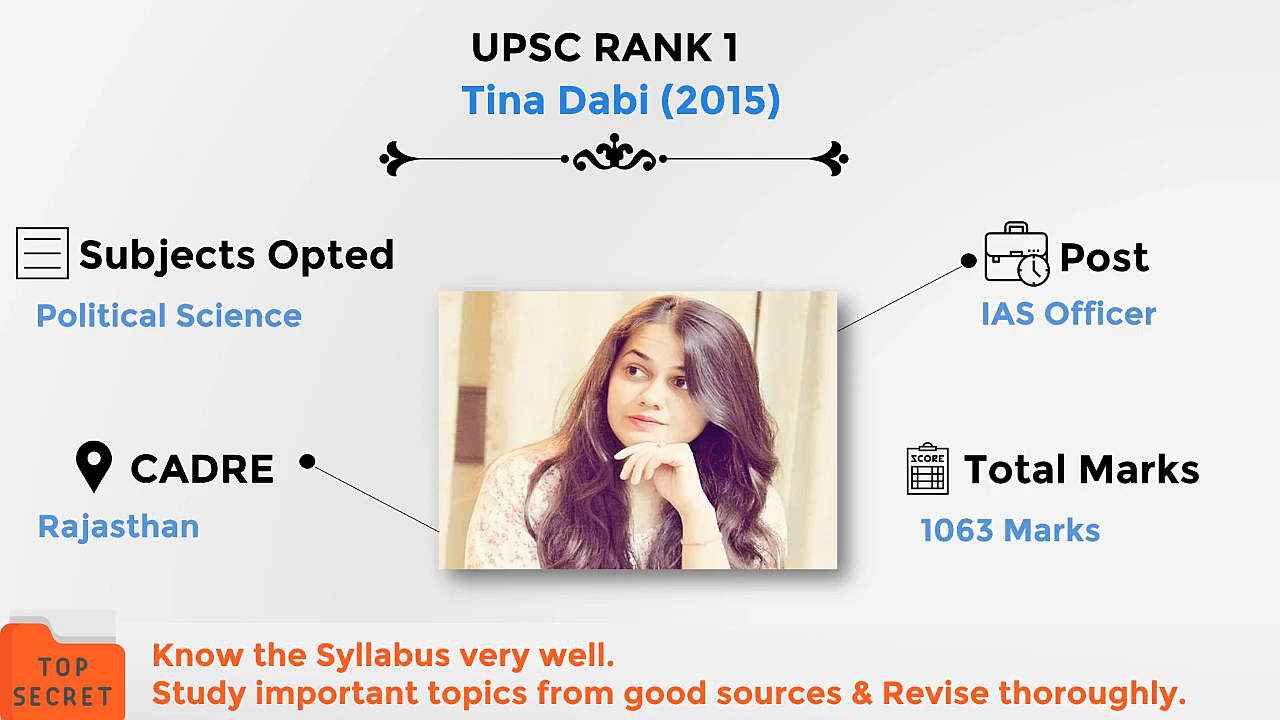 UPSC RANK 1
Tina Dabi (2015)
Subjects Opted
Political Science
Post
IAS Officer
CADRE
Rajasthan
SCORE
Total Marks
1063 Marks
TOP
SECRET
Know the Syllabus very well.
Study important topics from good sources & Revise thoroughly.